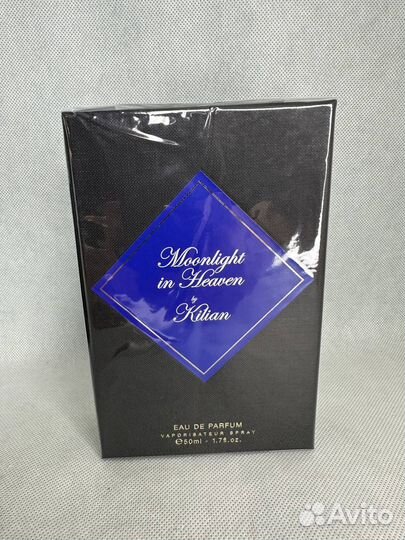 Moonlight
in Heaven
by
Kilian
EAU DE PARFUM
VAPORISATEUR SPRAY
℮50ml - 1.7fl.oz.
Avito